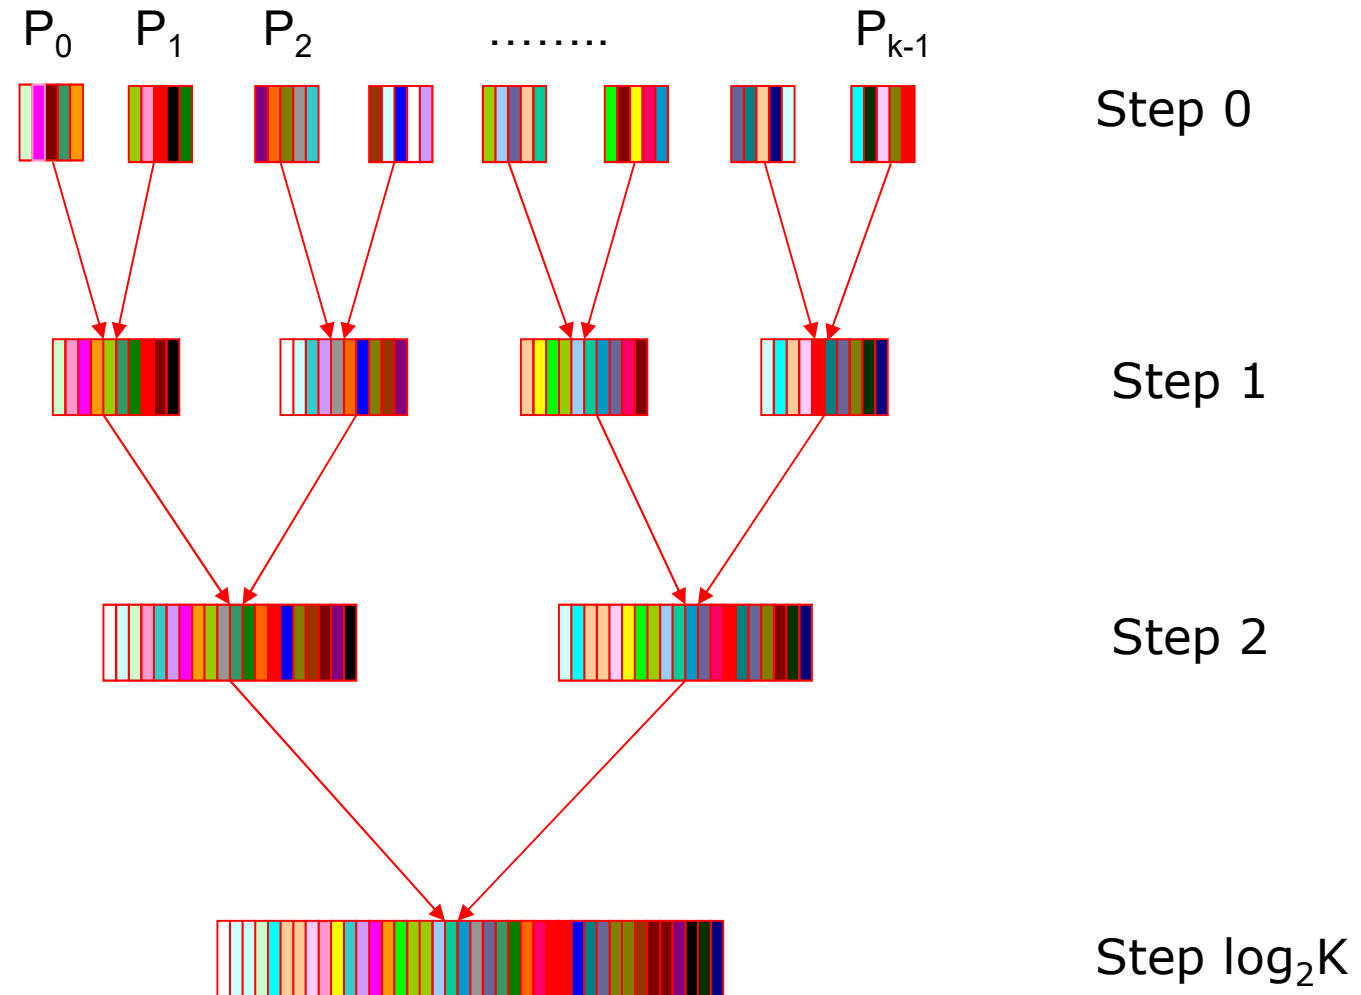 P₀ P₁ P₂ ........ Pₖ₋₁
Step 0
Step 1
Step 2
Step log₂K